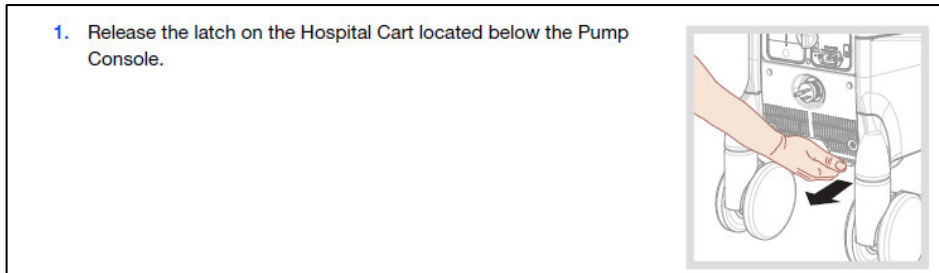 1. Release the latch on the Hospital Cart located below the Pump
Console.